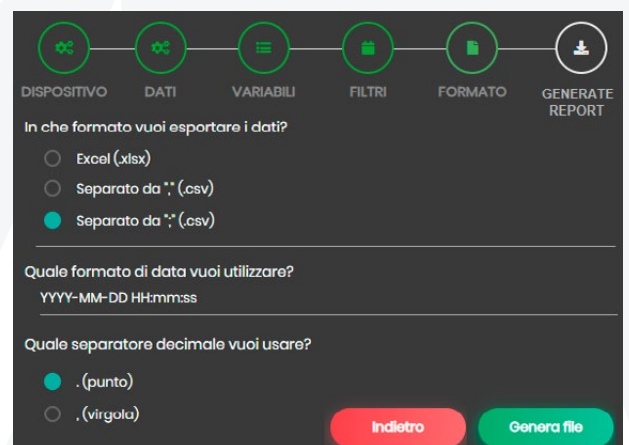 DISPOSITIVO DATI VARIABILI FILTRI FORMATO GENERATE
REPORT
In che formato vuoi esportare i dati?
Excel (.xlsx)
Separato da "," (.csv)
Separato da ";" (.csv)
Quale formato di data vuoi utilizzare?
YYYY-MM-DD HH:mm:ss
Quale separatore decimale vuoi usare?
. (punto)
, (virgola)
Indietro Genera file